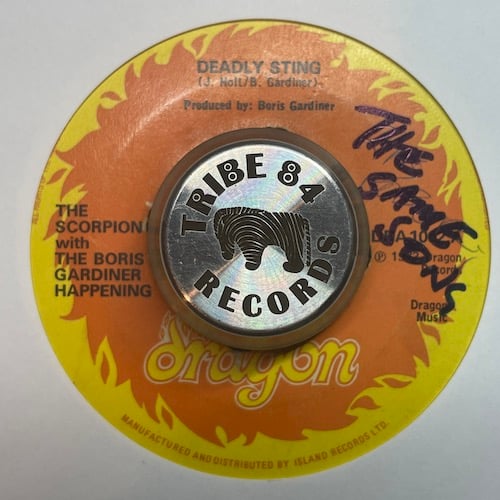 DEADLY STING
(J. Holt/B. Gardiner)
Produced by: Boris Gardiner
THE
SCORPION
with
THE BORIS
GARDINER
HAPPENING
TRIBE 84
RECORDS
THE
SAME
SONG
Dragon
Music
dragon
MANUFACTURED AND DISTRIBUTED BY ISLAND RECORDS LTD.